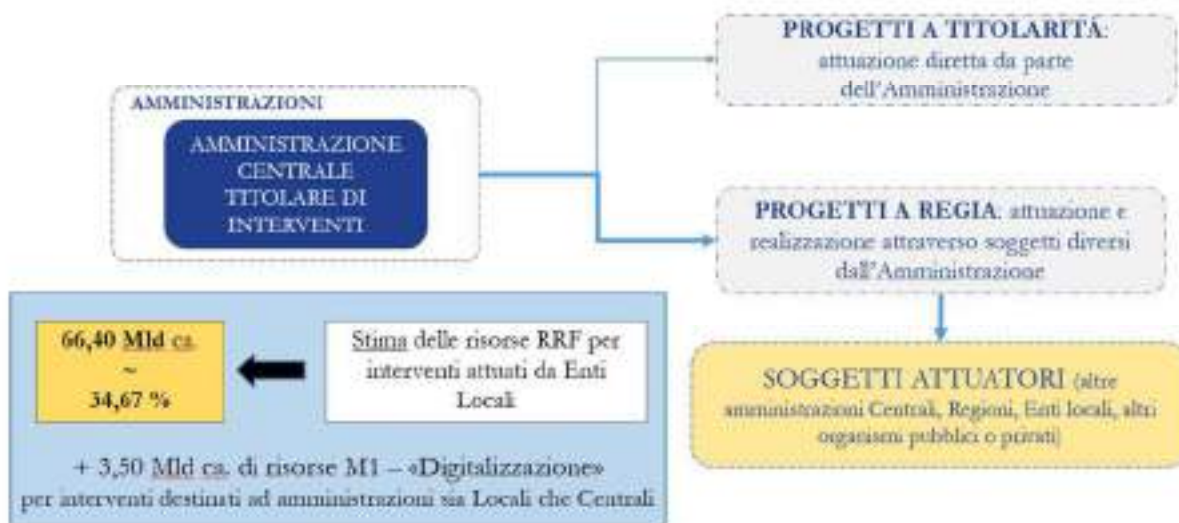 AMMINISTRAZIONI
AMMINISTRAZIONE
CENTRALE
TITOLARE DI
INTERVENTI
PROGETTI A TITOLARITÀ:
attuazione diretta da parte
dell'Amministrazione
PROGETTI A REGIA: attuazione e
realizzazione attraverso soggetti diversi
dall'Amministrazione
SOGGETTI ATTUATORI (altre
amministrazioni Centrali, Regioni, Enti locali, altri
organismi pubblici o privati)
66,40 Mld ca.
~
34,67 %
Stima delle risorse RRF per
interventi attuati da Enti
Locali
+ 3,50 Mld ca. di risorse M1 – «Digitalizzazione»
per interventi destinati ad amministrazioni sia Locali che Centrali